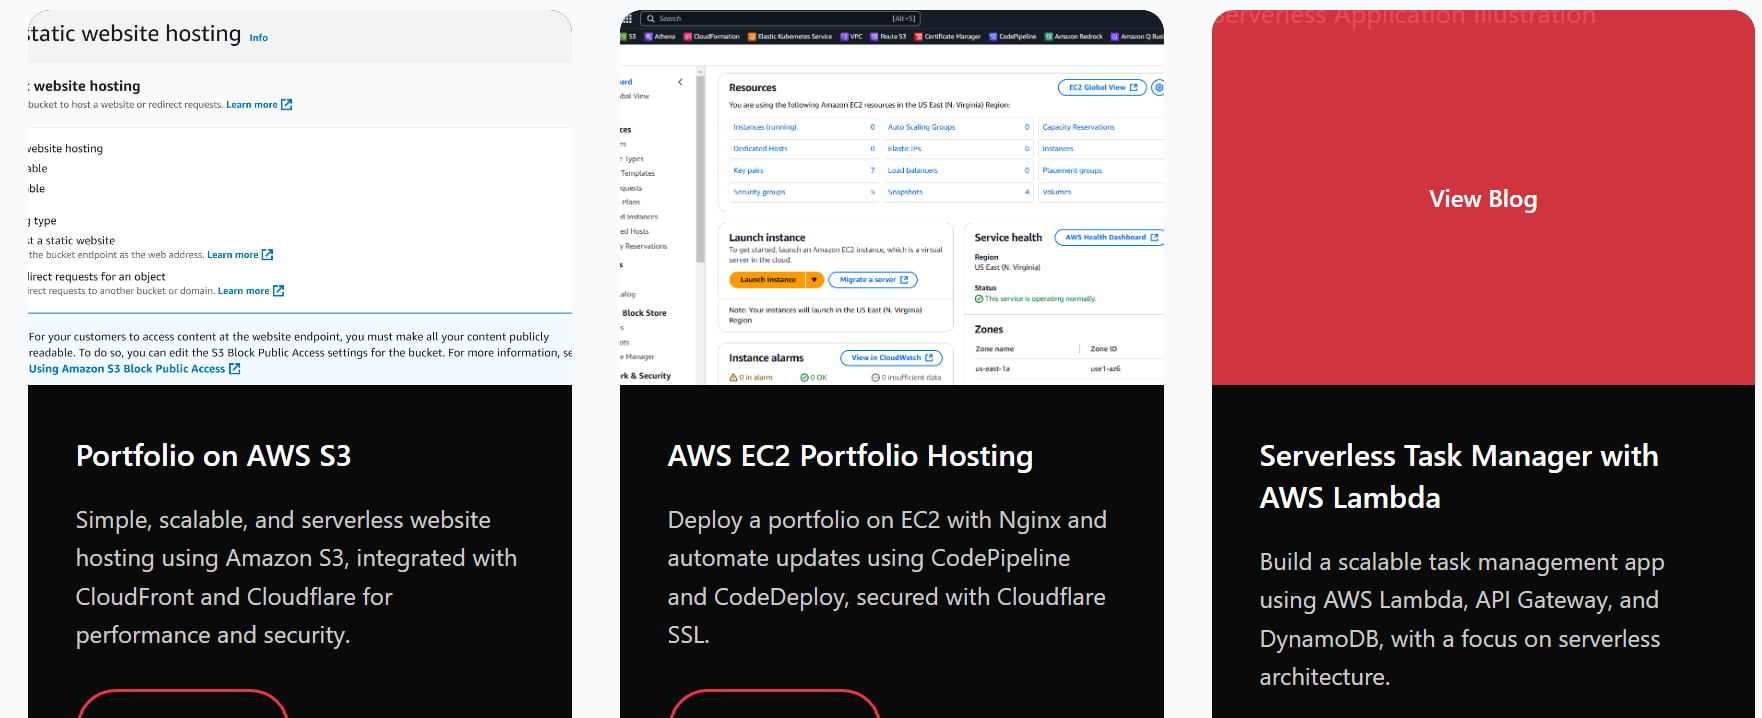 static website hosting Info
website hosting
bucket to host a website or redirect requests. Learn more
website hosting
type
a static website
the bucket endpoint as the web address. Learn more
requests for an object
requests to another bucket or domain. Learn more
For your customers to access content at the website endpoint, you must make all your content publicly
readable. To do so, you can edit the S3 Block Public Access settings for the bucket. For more information,
Using Amazon S3 Block Public Access
Portfolio on AWS S3
Simple, scalable, and serverless website
hosting using Amazon S3, integrated with
CloudFront and Cloudflare for
performance and security.
Search [Alt+S]
S3 Athena CloudFormation Elastic Kubernetes Service VPC Route 53 Certificate Manager CodePipeline Amazon Bedrock Amazon Q
View
Types
Templates
Plans
Instances
Hosts
Reservations
Block Store
Manager
& Security
Resources EC2 Global View
You are using the following Amazon EC2 resources in the US East (N. Virginia) Region:
Instances (running) 0 Auto Scaling Groups 0 Capacity Reservations
Dedicated Hosts 0 Elastic IPs 0 Instances
Key pairs 7 Load balancers 0 Placement groups
Security groups 5 Snapshots 4 Volumes
Launch instance
To get started, launch an Amazon EC2 instance, which is a virtual
server in the cloud.
Launch instance Migrate a server
Note: Your instances will launch in the US East (N. Virginia)
Region
Instance alarms View in CloudWatch
0 in alarm 0 OK 0 insufficient data
Service health AWS Health Dashboard
Region
US East (N. Virginia)
Status
This service is operating normally.
Zones
Zone name Zone ID
us-east-1a use1-az6
AWS EC2 Portfolio Hosting
Deploy a portfolio on EC2 with Nginx and
automate updates using CodePipeline
and CodeDeploy, secured with Cloudflare
SSL.
Serverless Application Illustration
View Blog
Serverless Task Manager with
AWS Lambda
Build a scalable task management app
using AWS Lambda, API Gateway, and
DynamoDB, with a focus on serverless
architecture.